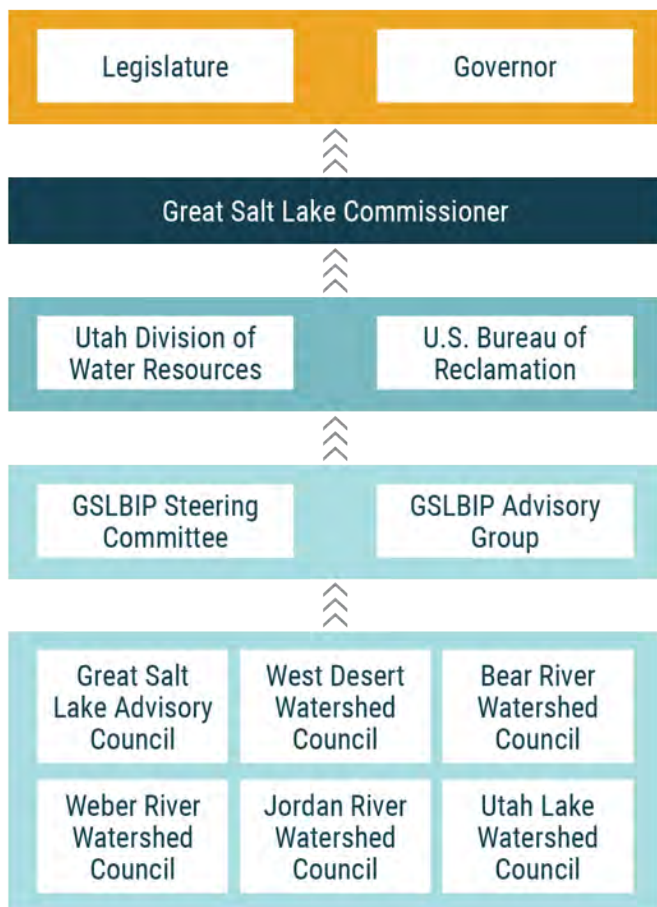 Legislature
Governor
Great Salt Lake Commissioner
Utah Division of
Water Resources
U.S. Bureau of
Reclamation
GSLBIP Steering
Committee
GSLBIP Advisory
Group
Great Salt
Lake Advisory
Council
West Desert
Watershed
Council
Bear River
Watershed
Council
Weber River
Watershed
Council
Jordan River
Watershed
Council
Utah Lake
Watershed
Council